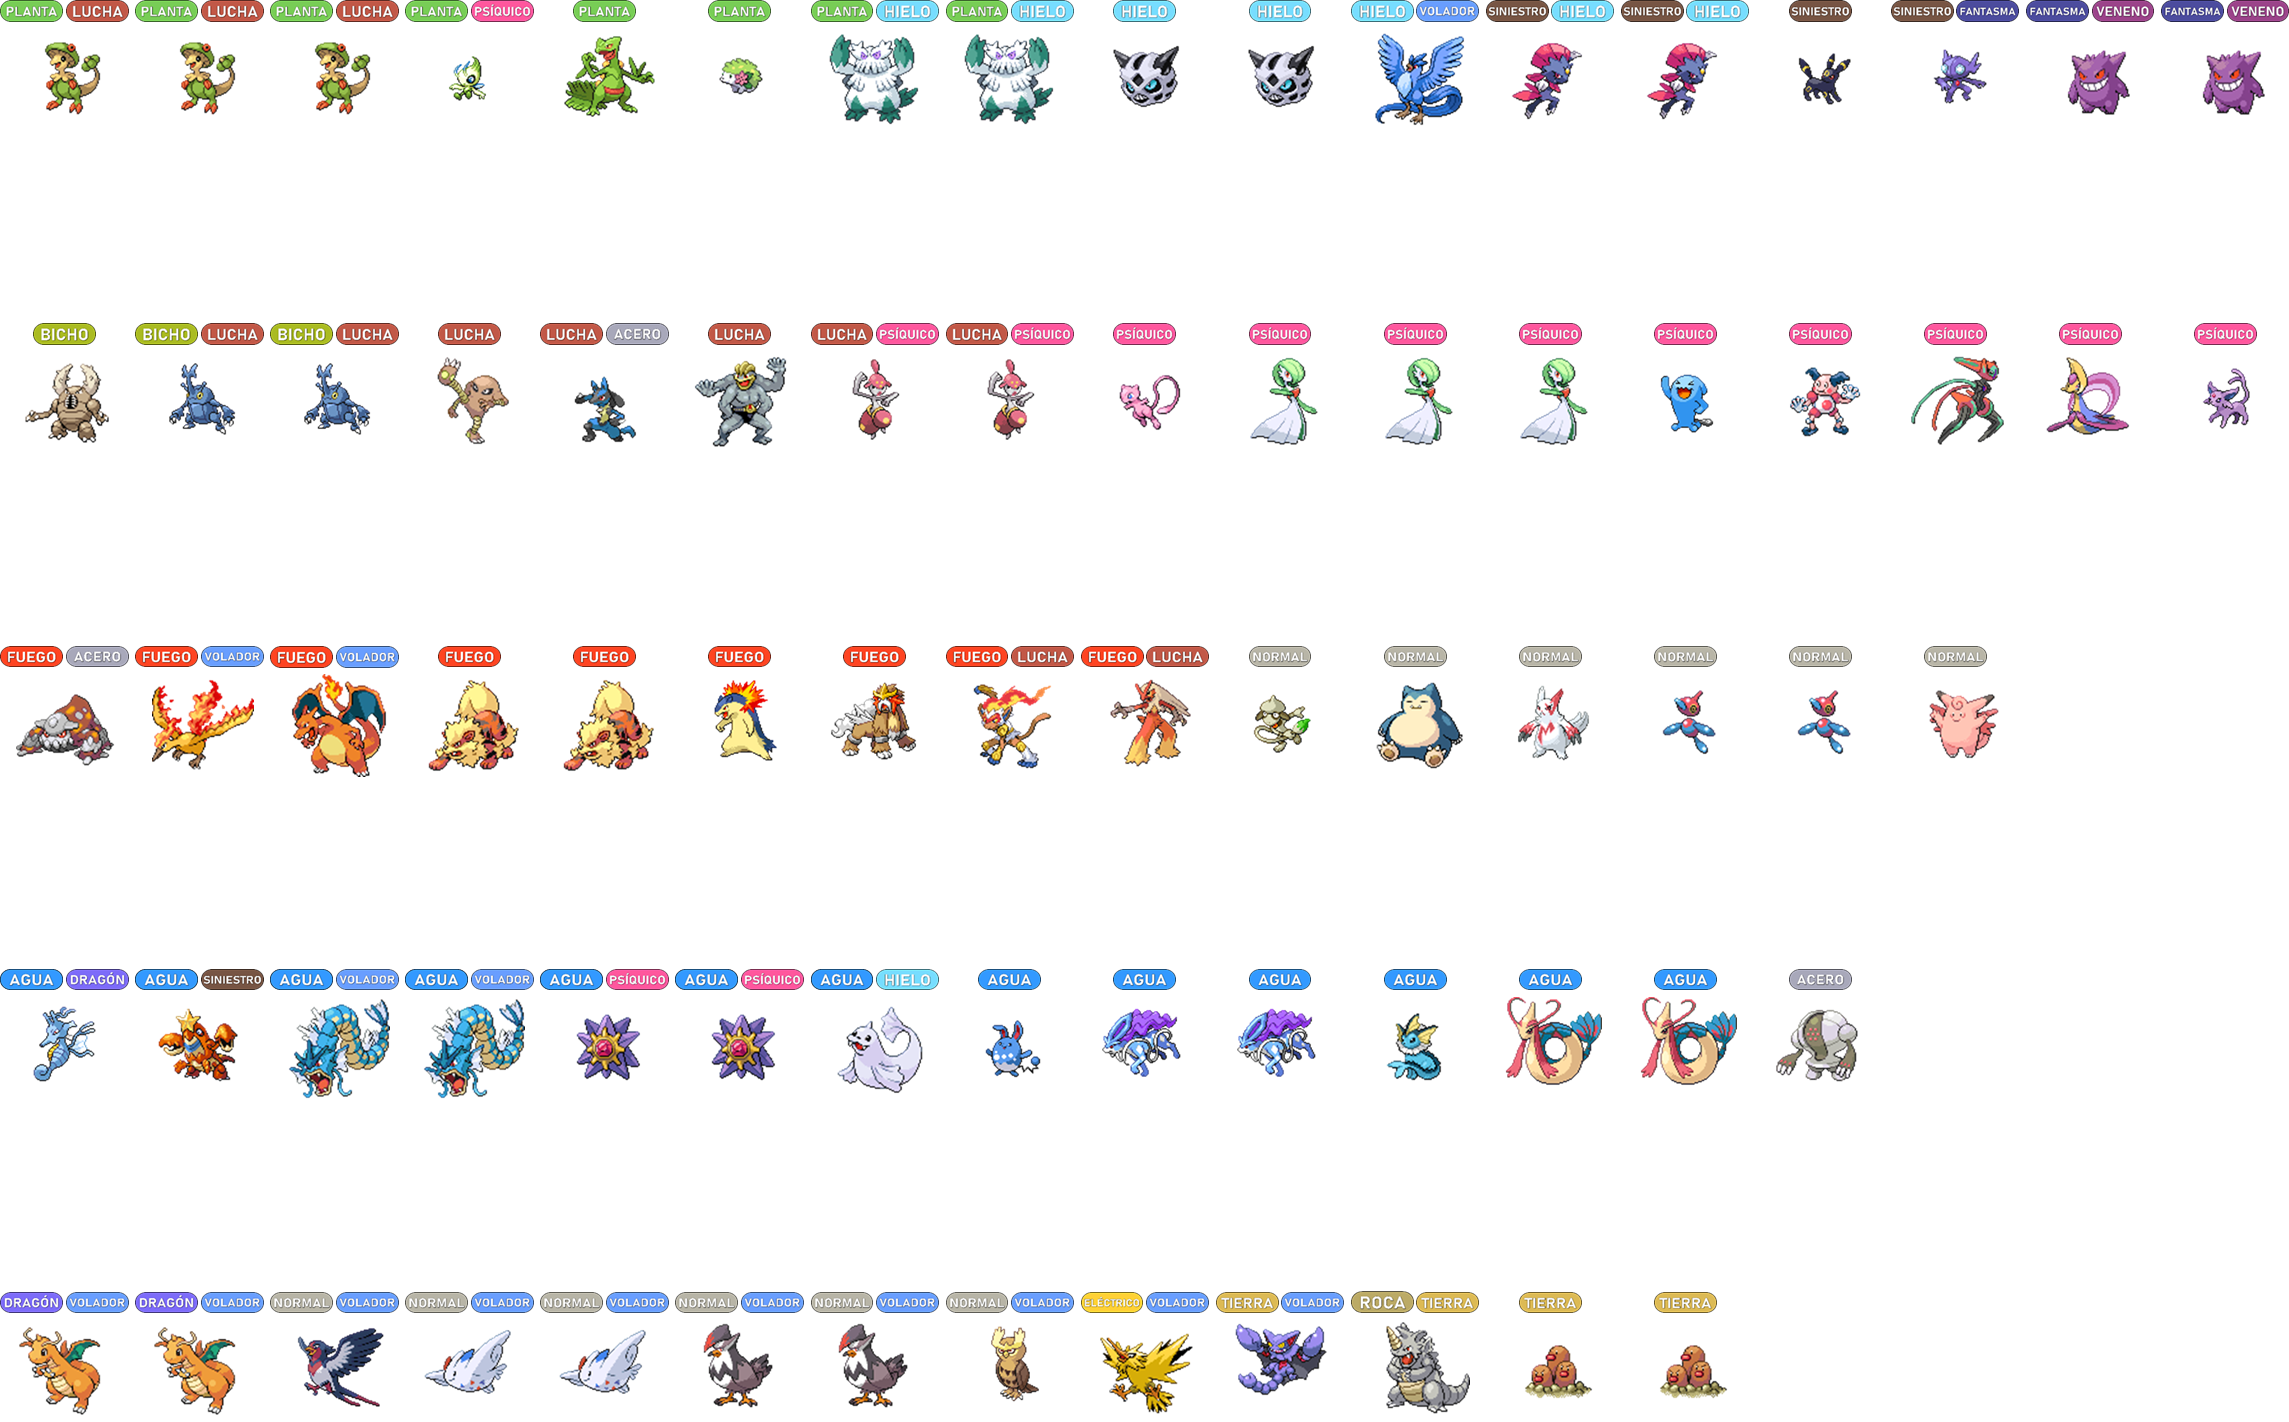 PLANTA LUCHA PLANTA LUCHA PLANTA LUCHA PLANTA PSÍQUICO PLANTA PLANTA PLANTA HIELO PLANTA HIELO HIELO HIELO HIELO VOLADOR SINIESTRO HIELO SINIESTRO HIELO SINIESTRO SINIESTRO FANTASMA FANTASMA VENENO FANTASMA VENENO
BICHO BICHO LUCHA BICHO LUCHA LUCHA LUCHA ACERO LUCHA LUCHA PSÍQUICO LUCHA PSÍQUICO PSÍQUICO PSÍQUICO PSÍQUICO PSÍQUICO PSÍQUICO PSÍQUICO PSÍQUICO PSÍQUICO PSÍQUICO
FUEGO ACERO FUEGO VOLADOR FUEGO VOLADOR FUEGO FUEGO FUEGO FUEGO FUEGO LUCHA FUEGO LUCHA NORMAL NORMAL NORMAL NORMAL NORMAL NORMAL
AGUA DRAGÓN AGUA SINIESTRO AGUA VOLADOR AGUA VOLADOR AGUA PSÍQUICO AGUA PSÍQUICO AGUA HIELO AGUA AGUA AGUA AGUA AGUA AGUA ACERO
DRAGÓN VOLADOR DRAGÓN VOLADOR NORMAL VOLADOR NORMAL VOLADOR NORMAL VOLADOR NORMAL VOLADOR NORMAL VOLADOR NORMAL VOLADOR ELÉCTRICO VOLADOR TIERRA VOLADOR ROCA TIERRA TIERRA TIERRA